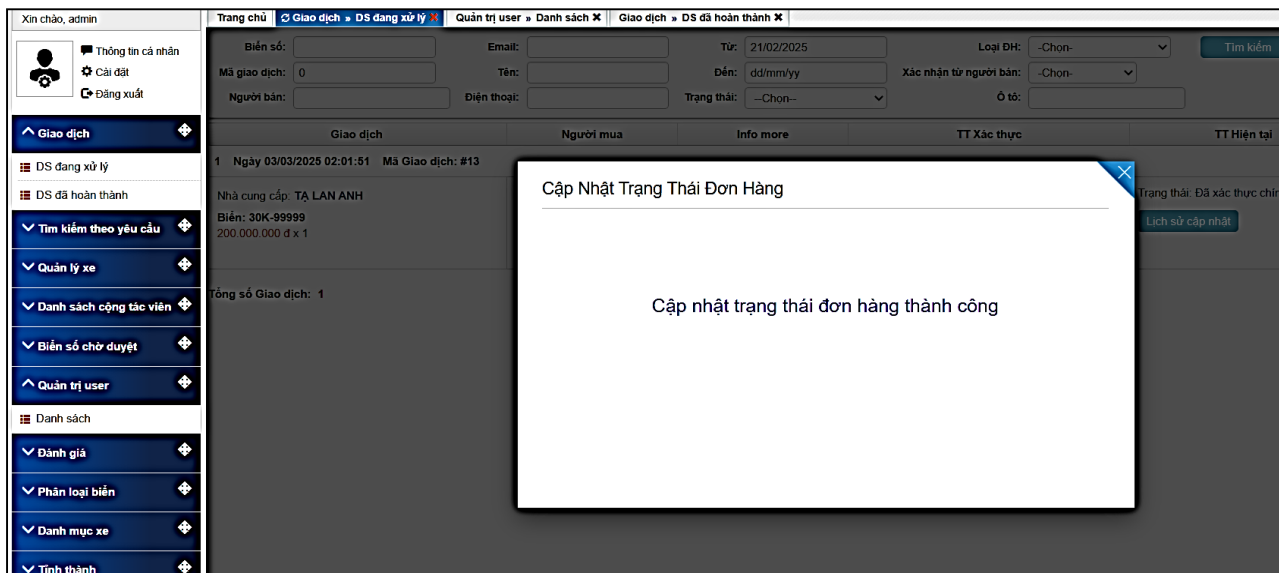 Xin chào, admin
Thông tin cá nhân
Cài đặt
Đăng xuất
Giao dịch
DS đang xử lý
DS đã hoàn thành
Tìm kiếm theo yêu cầu
Quản lý xe
Danh sách cộng tác viên
Biển số chờ duyệt
Quản trị user
Danh sách
Đánh giá
Phân loại biển
Danh mục xe
Tỉnh thành
Trang chủ Giao dịch » DS đang xử lý Quản trị user » Danh sách Giao dịch » DS đã hoàn thành
Biển số: Email: Từ: 21/02/2025 Loại ĐH: -Chọn- Tìm kiếm
Mã giao dịch: 0 Tên: Đến: dd/mm/yy Xác nhận từ người bán: -Chọn-
Người bán: Điện thoại: Trạng thái: --Chọn-- Ô tô:
Giao dịch Người mua Info more TT Xác thực TT Hiện tại
1 Ngày 03/03/2025 02:01:51 Mã Giao dịch: #13
Nhà cung cấp: TẠ LAN ANH Trạng thái: Đã xác thực chín
Biển: 30K-99999 Lịch sử cập nhật
200.000.000 đ x 1
Tổng số Giao dịch: 1
Cập Nhật Trạng Thái Đơn Hàng
Cập nhật trạng thái đơn hàng thành công